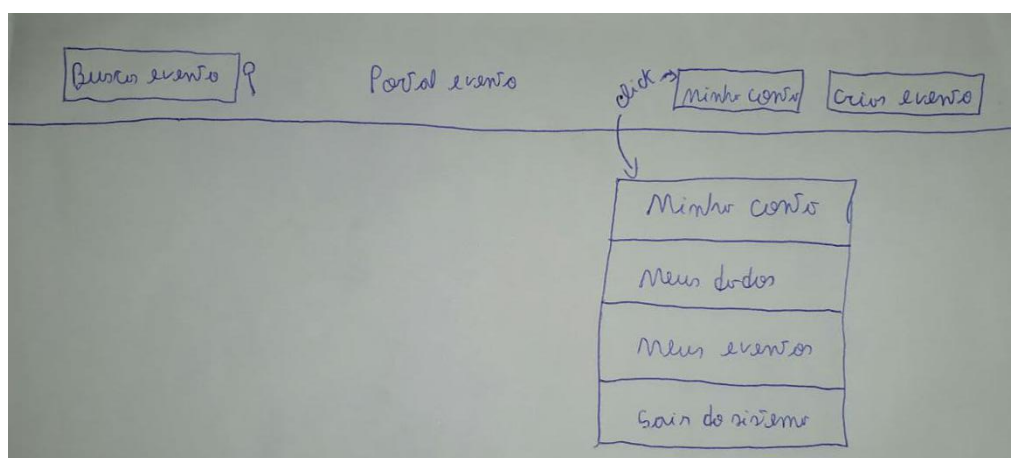 Buscar evento
Portal evento
click
Minha conta
Criar evento
Minha conta
Meus dados
Meus eventos
Sair do sistema